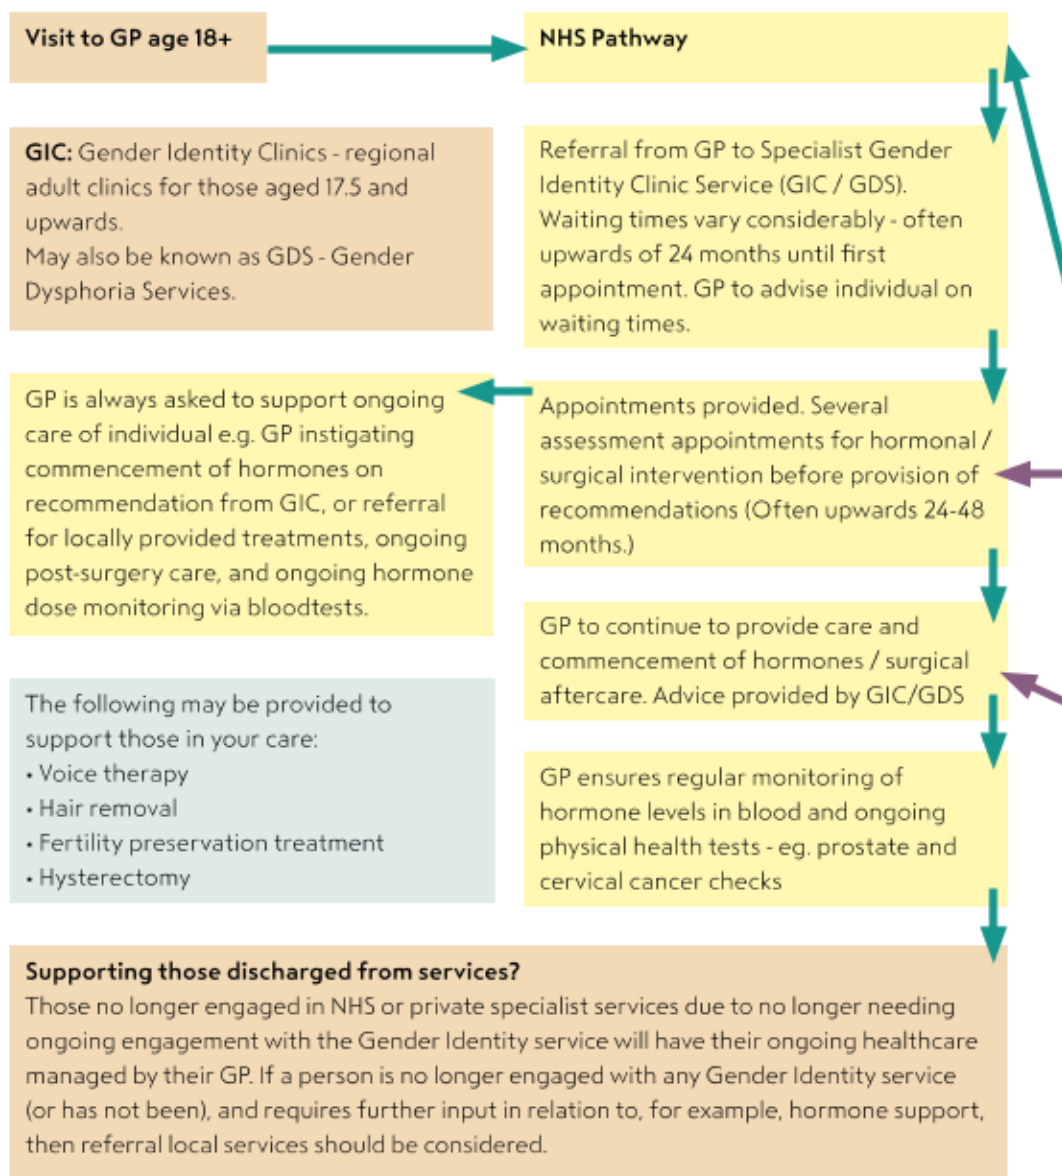 Visit to GP age 18+
NHS Pathway
GIC: Gender Identity Clinics - regional
adult clinics for those aged 17.5 and
upwards.
May also be known as GDS - Gender
Dysphoria Services.
Referral from GP to Specialist Gender
Identity Clinic Service (GIC / GDS).
Waiting times vary considerably - often
upwards of 24 months until first
appointment. GP to advise individual on
waiting times.
GP is always asked to support ongoing
care of individual e.g. GP instigating
commencement of hormones on
recommendation from GIC, or referral
for locally provided treatments, ongoing
post-surgery care, and ongoing hormone
dose monitoring via bloodtests.
Appointments provided. Several
assessment appointments for hormonal /
surgical intervention before provision of
recommendations (Often upwards 24-48
months.)
GP to continue to provide care and
commencement of hormones / surgical
aftercare. Advice provided by GIC/GDS
The following may be provided to
support those in your care:
• Voice therapy
• Hair removal
• Fertility preservation treatment
• Hysterectomy
GP ensures regular monitoring of
hormone levels in blood and ongoing
physical health tests - eg. prostate and
cervical cancer checks
Supporting those discharged from services?
Those no longer engaged in NHS or private specialist services due to no longer needing
ongoing engagement with the Gender Identity service will have their ongoing healthcare
managed by their GP. If a person is no longer engaged with any Gender Identity service
(or has not been), and requires further input in relation to, for example, hormone support,
then referral local services should be considered.